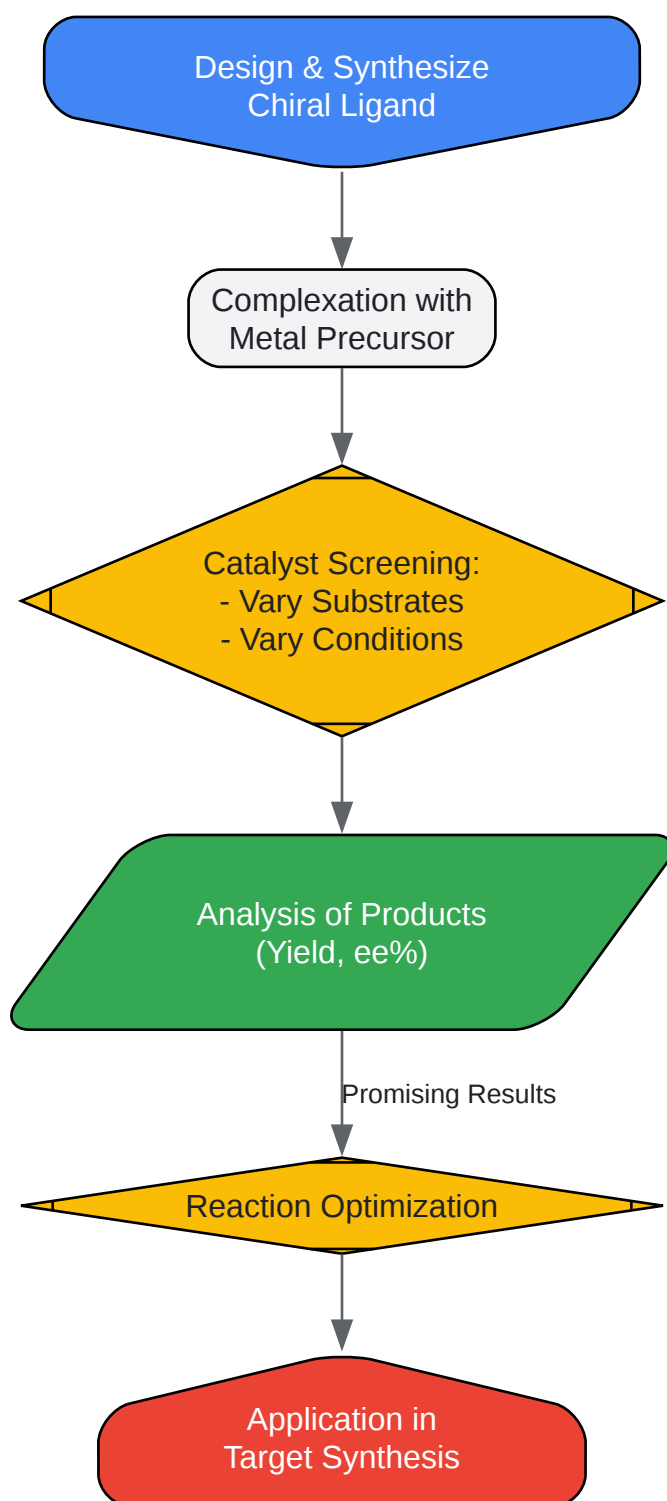 Design & Synthesize
Chiral Ligand
Complexation with
Metal Precursor
Catalyst Screening:
- Vary Substrates
- Vary Conditions
Analysis of Products
(Yield, ee%)
Promising Results
Reaction Optimization
Application in
Target Synthesis